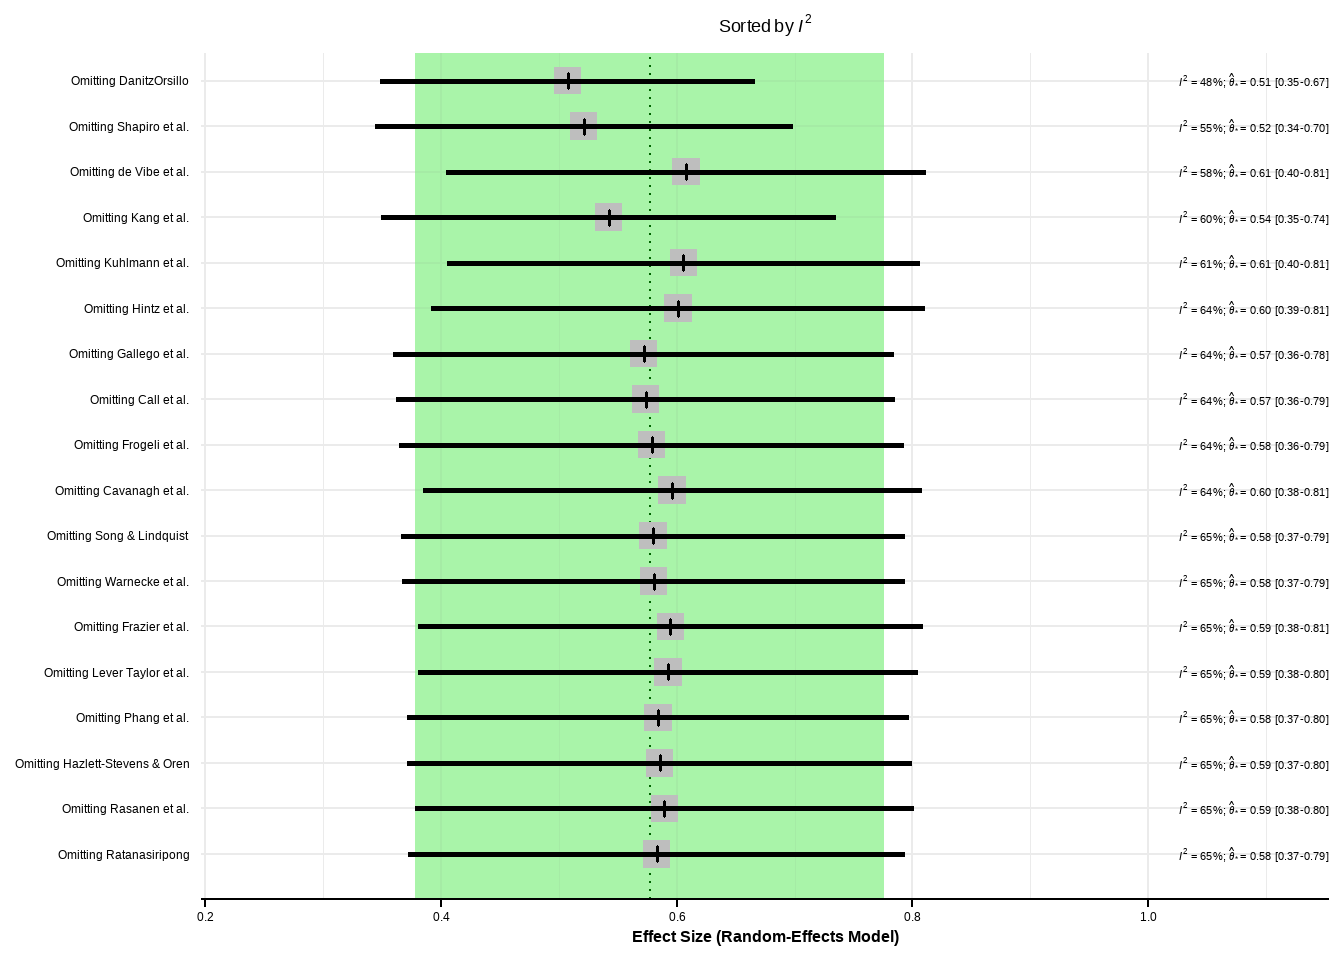 Sorted by I²
Omitting DanitzOrsillo I² = 48%; θ̂* = 0.51 [0.35-0.67]
Omitting Shapiro et al. I² = 55%; θ̂* = 0.52 [0.34-0.70]
Omitting de Vibe et al. I² = 58%; θ̂* = 0.61 [0.40-0.81]
Omitting Kang et al. I² = 60%; θ̂* = 0.54 [0.35-0.74]
Omitting Kuhlmann et al. I² = 61%; θ̂* = 0.61 [0.40-0.81]
Omitting Hintz et al. I² = 64%; θ̂* = 0.60 [0.39-0.81]
Omitting Gallego et al. I² = 64%; θ̂* = 0.57 [0.36-0.78]
Omitting Call et al. I² = 64%; θ̂* = 0.57 [0.36-0.79]
Omitting Frogeli et al. I² = 64%; θ̂* = 0.58 [0.36-0.79]
Omitting Cavanagh et al. I² = 64%; θ̂* = 0.60 [0.38-0.81]
Omitting Song & Lindquist I² = 65%; θ̂* = 0.58 [0.37-0.79]
Omitting Warnecke et al. I² = 65%; θ̂* = 0.58 [0.37-0.79]
Omitting Frazier et al. I² = 65%; θ̂* = 0.59 [0.38-0.81]
Omitting Lever Taylor et al. I² = 65%; θ̂* = 0.59 [0.38-0.80]
Omitting Phang et al. I² = 65%; θ̂* = 0.58 [0.37-0.80]
Omitting Hazlett-Stevens & Oren I² = 65%; θ̂* = 0.59 [0.37-0.80]
Omitting Rasanen et al. I² = 65%; θ̂* = 0.59 [0.38-0.80]
Omitting Ratanasiripong I² = 65%; θ̂* = 0.58 [0.37-0.79]
0.2 0.4 0.6 0.8 1.0
Effect Size (Random-Effects Model)